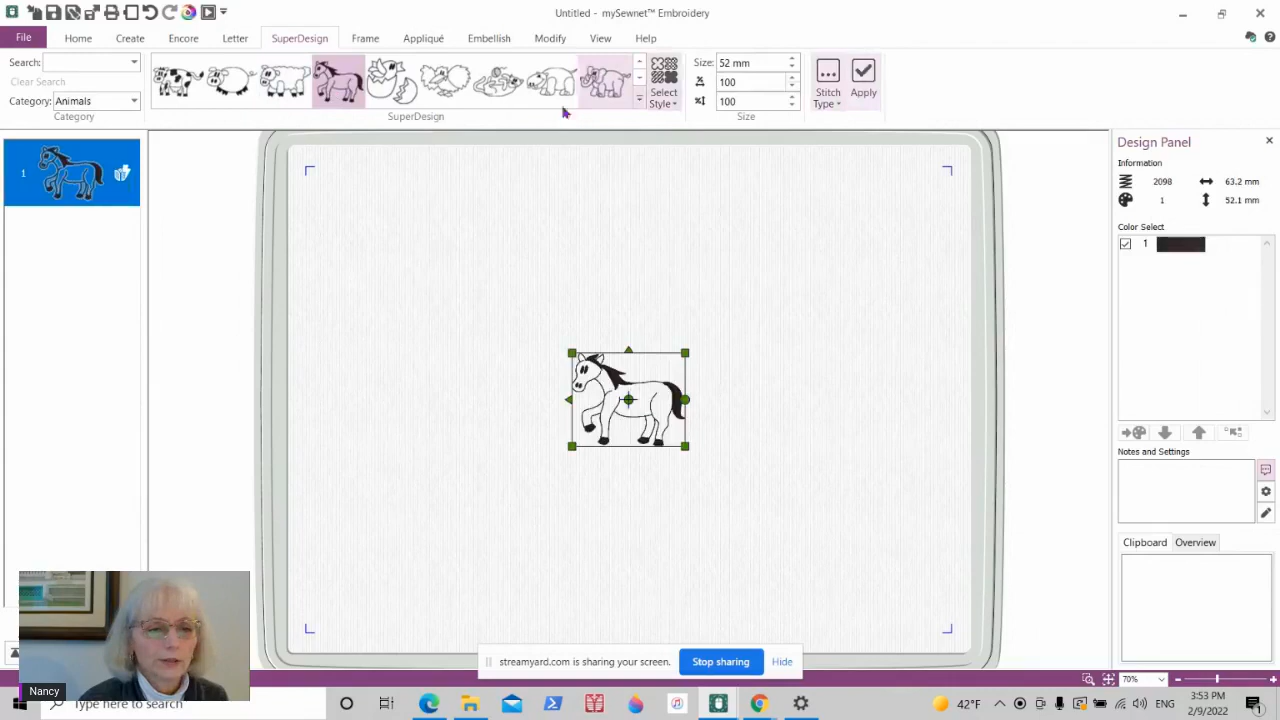 Untitled - mySewnet™ Embroidery
File Home Create Encore Letter SuperDesign Frame Appliqué Embellish Modify View Help
Search:
Clear Search
Category: Animals
Category
SuperDesign
Select Style
Size: 52 mm
100
100
Size
Stitch Type
Apply
1
Design Panel
Information
2098 63.2 mm
1 52.1 mm
Color Select
1
Notes and Settings
Clipboard Overview
streamyard.com is sharing your screen. Stop sharing Hide
Nancy
70%
Type here to search
42°F
ENG
3:53 PM
2/9/2022
1